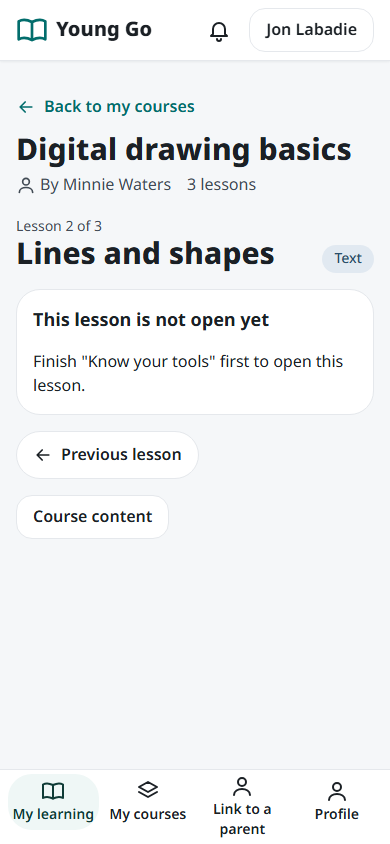 Young Go
Jon Labadie
Back to my courses
Digital drawing basics
By Minnie Waters 3 lessons
Lesson 2 of 3
Lines and shapes
Text
This lesson is not open yet
Finish "Know your tools" first to open this
lesson.
Previous lesson
Course content
My learning
My courses
Link to a
parent
Profile